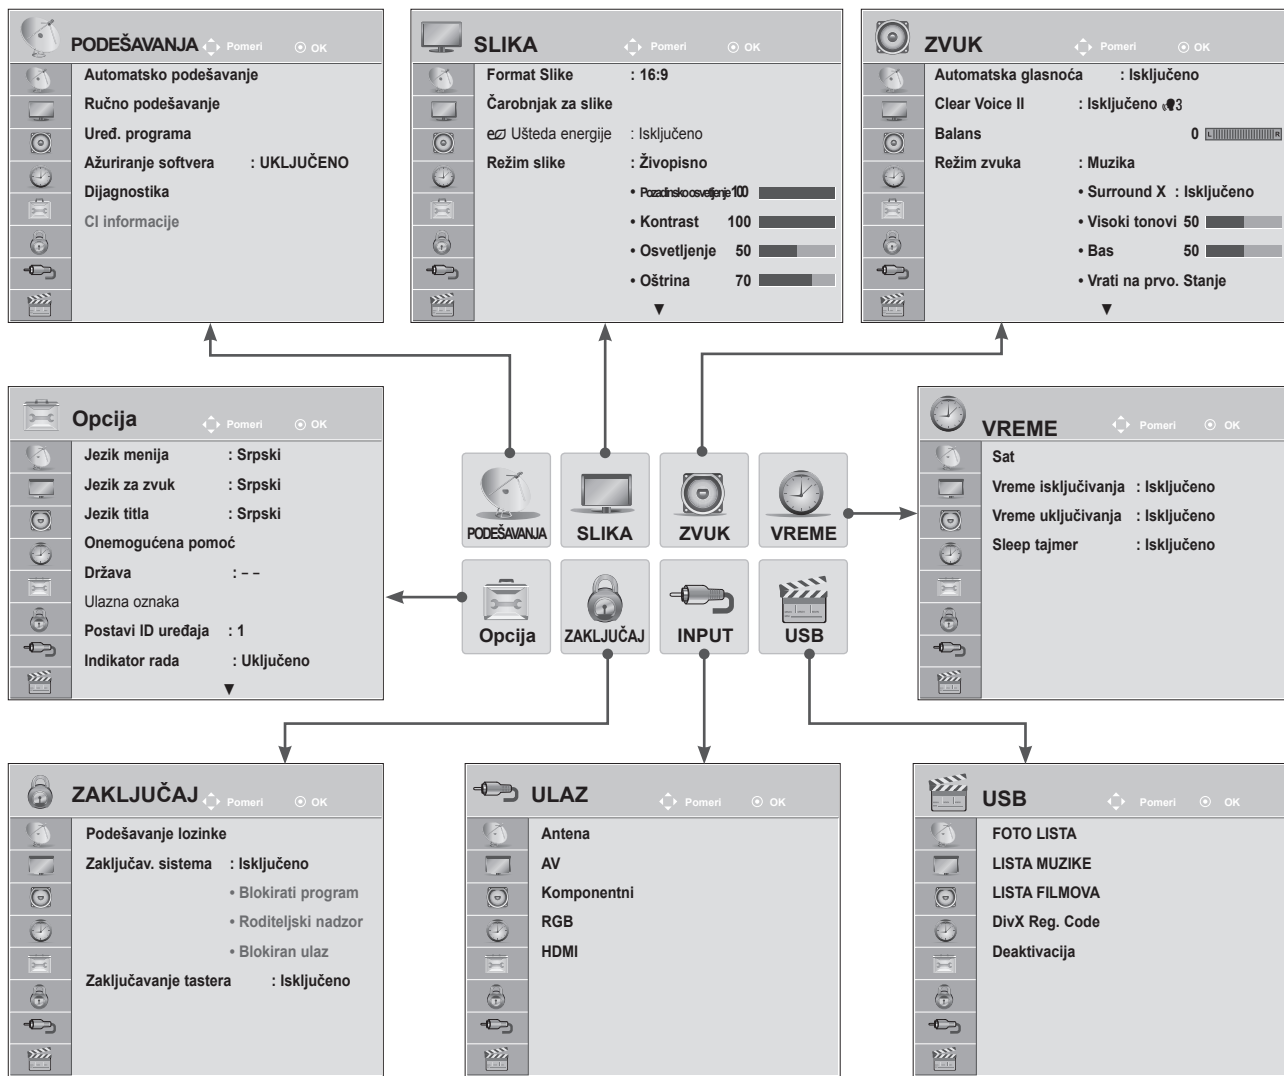 PODEŠAVANJA Pomeri OK
Automatsko podešavanje
Ručno podešavanje
Uređ. programa
Ažuriranje softvera : UKLJUČENO
Dijagnostika
CI informacije
SLIKA Pomeri OK
Format Slike : 16:9
Čarobnjak za slike
Ušteda energije : Isključeno
Režim slike : Živopisno
• Pozadinsko osvetljenje 100
• Kontrast 100
• Osvetljenje 50
• Oštrina 70
▼
ZVUK Pomeri OK
Automatska glasnoća : Isključeno
Clear Voice II : Isključeno 3
Balans 0 L R
Režim zvuka : Muzika
• Surround X : Isključeno
• Visoki tonovi 50
• Bas 50
• Vrati na prvo. Stanje
▼
Opcija Pomeri OK
Jezik menija : Srpski
Jezik za zvuk : Srpski
Jezik titla : Srpski
Onemogućena pomoć
Država : – –
Ulazna oznaka
Postavi ID uređaja : 1
Indikator rada : Uključeno
▼
PODEŠAVANJA SLIKA ZVUK VREME
Opcija ZAKLJUČAJ INPUT USB
VREME Pomeri OK
Sat
Vreme isključivanja : Isključeno
Vreme uključivanja : Isključeno
Sleep tajmer : Isključeno
ZAKLJUČAJ Pomeri OK
Podešavanje lozinke
Zaključav. sistema : Isključeno
• Blokirati program
• Roditeljski nadzor
• Blokiran ulaz
Zaključavanje tastera : Isključeno
ULAZ Pomeri OK
Antena
AV
Komponentni
RGB
HDMI
USB Pomeri OK
FOTO LISTA
LISTA MUZIKE
LISTA FILMOVA
DivX Reg. Code
Deaktivacija